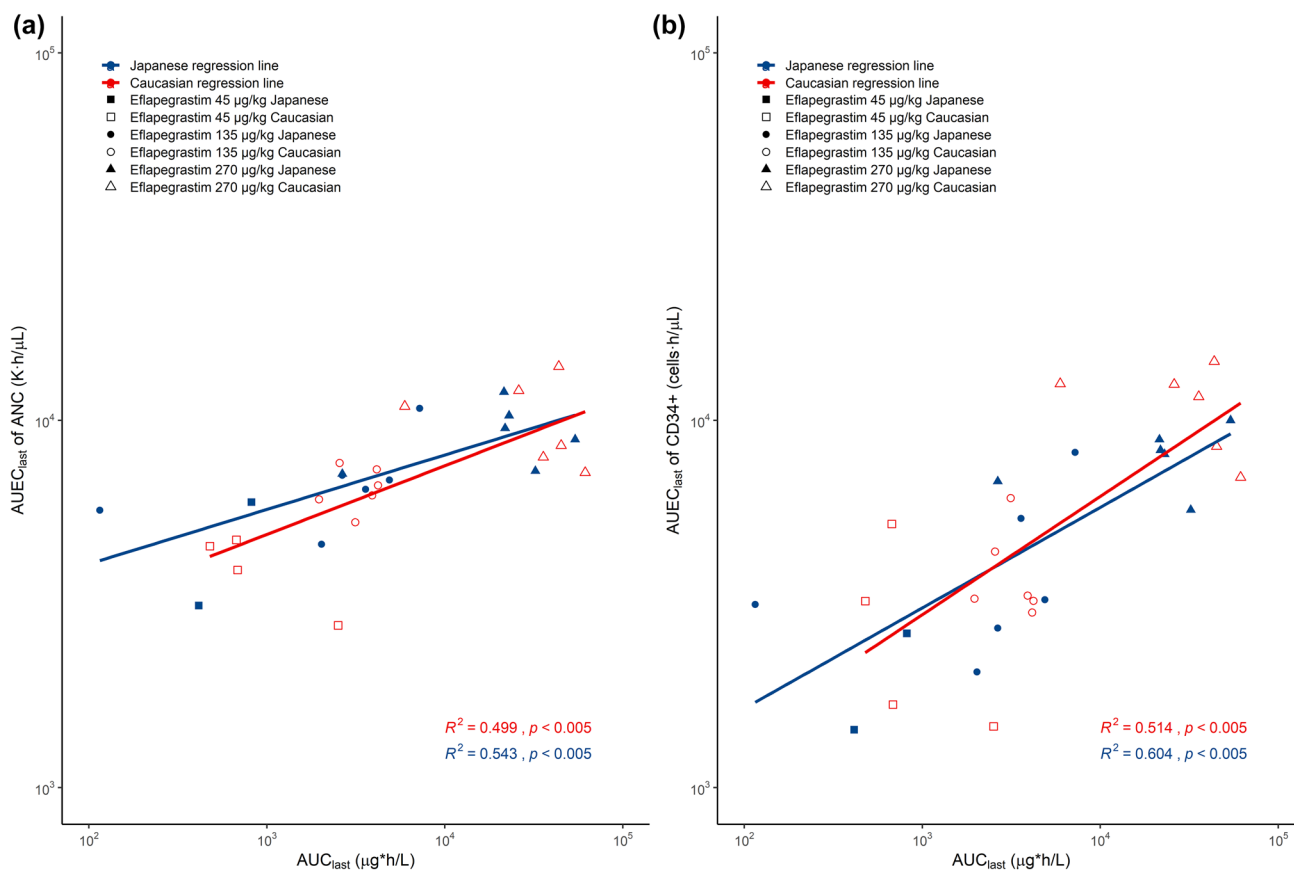 (a)
10⁵
Japanese regression line
Caucasian regression line
Eflapegrastim 45 µg/kg Japanese
Eflapegrastim 45 µg/kg Caucasian
Eflapegrastim 135 µg/kg Japanese
Eflapegrastim 135 µg/kg Caucasian
Eflapegrastim 270 µg/kg Japanese
Eflapegrastim 270 µg/kg Caucasian
AUEClast of ANC (K·h/µL)
10⁴
R² = 0.499 , p < 0.005
R² = 0.543 , p < 0.005
10³
10² 10³ 10⁴ 10⁵
AUClast (µg*h/L)
(b)
10⁵
Japanese regression line
Caucasian regression line
Eflapegrastim 45 µg/kg Japanese
Eflapegrastim 45 µg/kg Caucasian
Eflapegrastim 135 µg/kg Japanese
Eflapegrastim 135 µg/kg Caucasian
Eflapegrastim 270 µg/kg Japanese
Eflapegrastim 270 µg/kg Caucasian
AUEClast of CD34+ (cells·h/µL)
10⁴
R² = 0.514 , p < 0.005
R² = 0.604 , p < 0.005
10³
10² 10³ 10⁴ 10⁵
AUClast (µg*h/L)